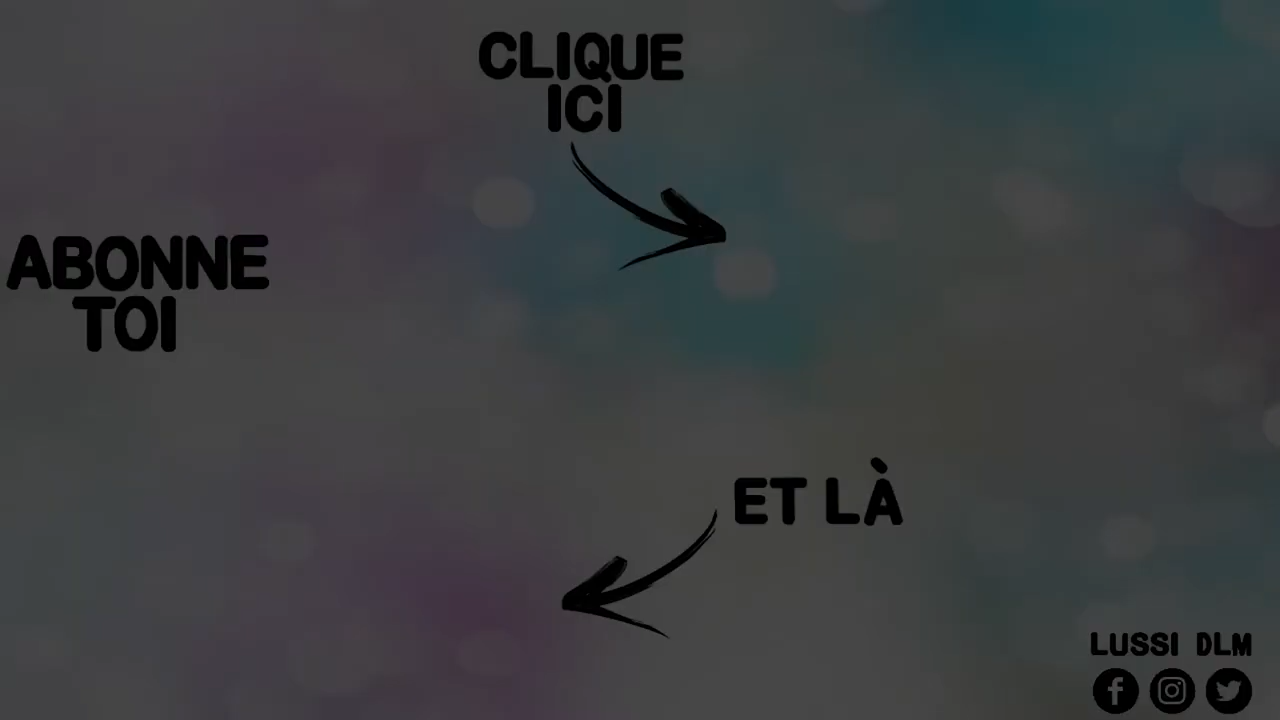 CLIQUE
ICI
ABONNE
TOI
ET LÀ
LUSSI DLM